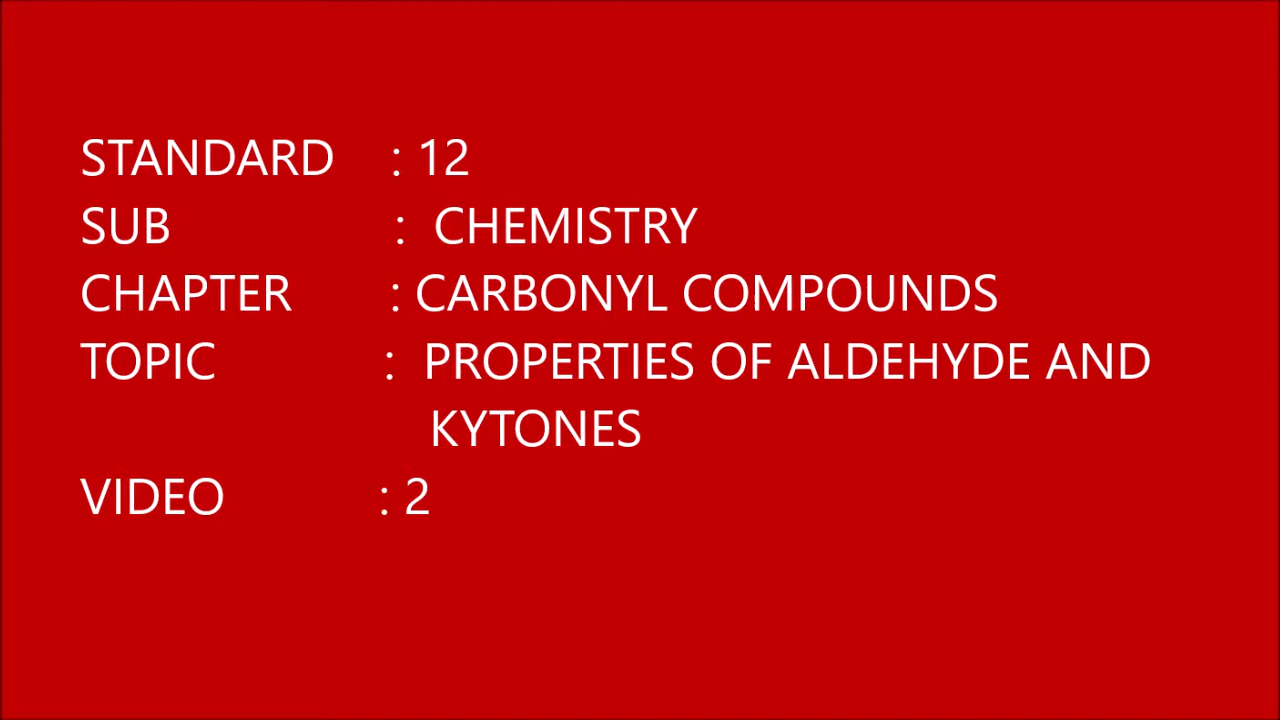 STANDARD : 12
SUB : CHEMISTRY
CHAPTER : CARBONYL COMPOUNDS
TOPIC : PROPERTIES OF ALDEHYDE AND
KYTONES
VIDEO : 2